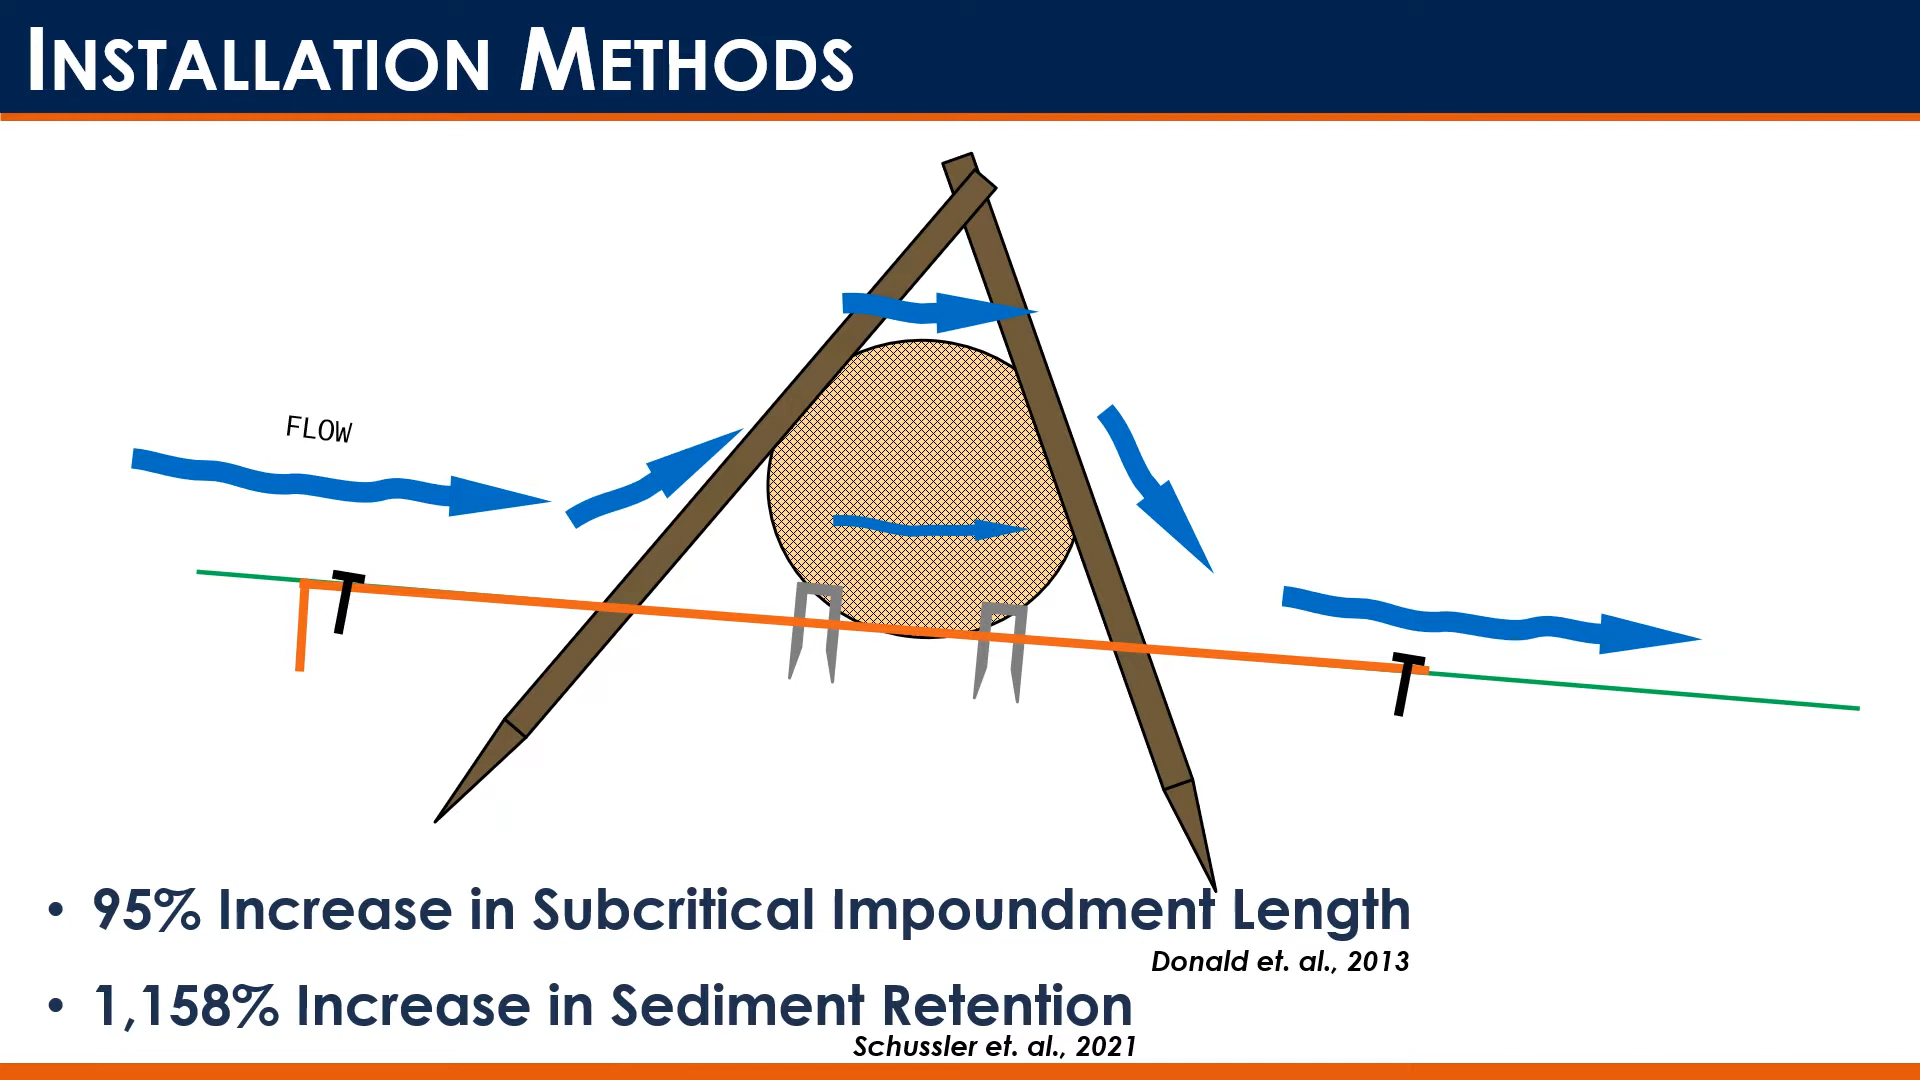 INSTALLATION METHODS
FLOW
• 95% Increase in Subcritical Impoundment Length
Donald et. al., 2013
• 1,158% Increase in Sediment Retention
Schussler et. al., 2021